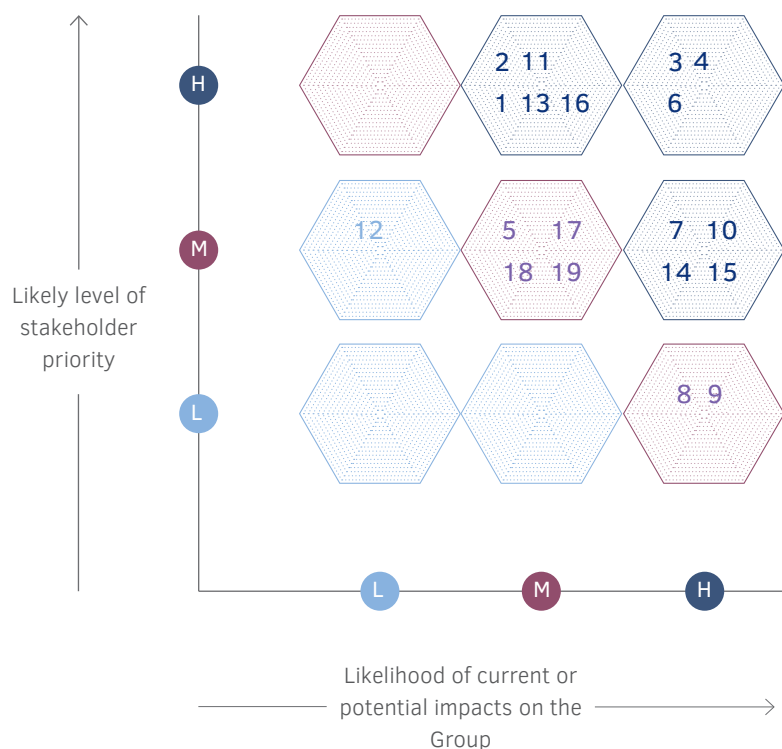 H
2 11
1 13 16
3 4
6
M
12
5 17
18 19
7 10
14 15
Likely level of
stakeholder
priority
L
8 9
L
M
H
Likelihood of current or
potential impacts on the
Group